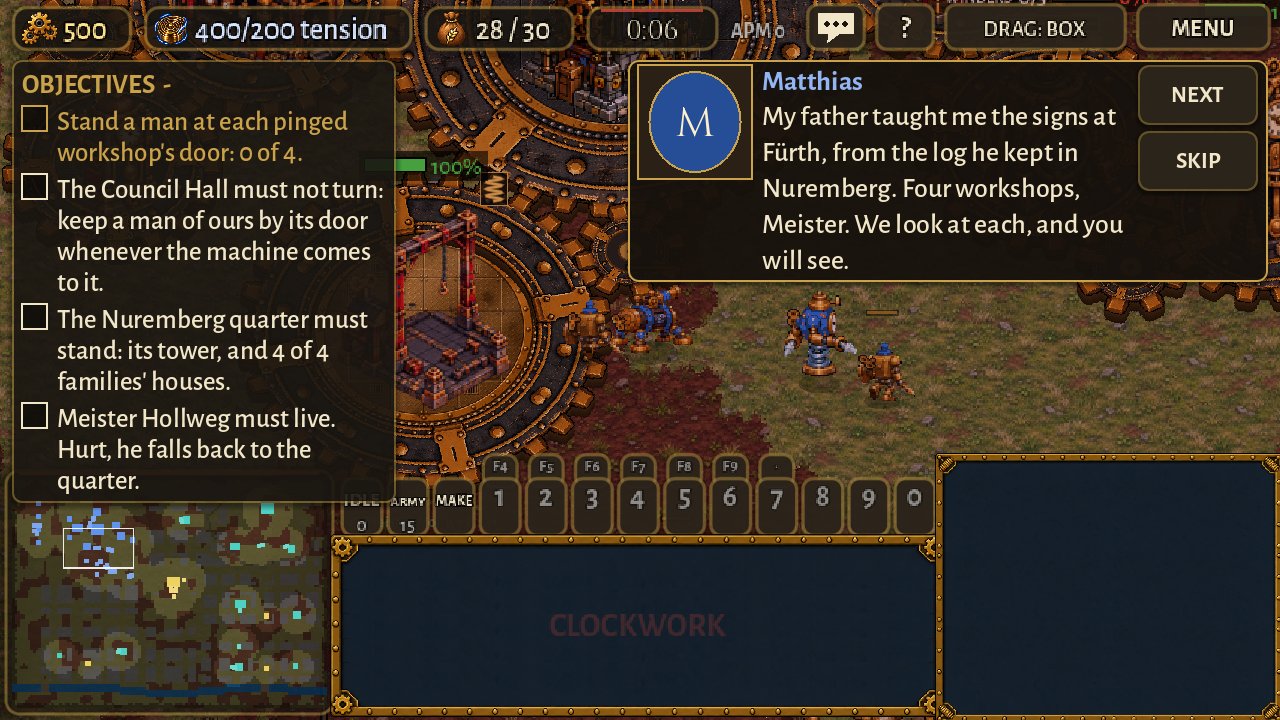 500
400/200 tension
28 / 30
0:06
APM 0
?
DRAG: BOX
MENU
OBJECTIVES -
Stand a man at each pinged
workshop's door: 0 of 4.
The Council Hall must not turn:
keep a man of ours by its door
whenever the machine comes
to it.
The Nuremberg quarter must
stand: its tower, and 4 of 4
families' houses.
Meister Hollweg must live.
Hurt, he falls back to the
quarter.
100%
M
Matthias
My father taught me the signs at
Fürth, from the log he kept in
Nuremberg. Four workshops,
Meister. We look at each, and you
will see.
NEXT
SKIP
F4 F5 F6 F7 F8 F9 .
IDLE ARMY MAKE 1 2 3 4 5 6 7 8 9 0
0 15
CLOCKWORK